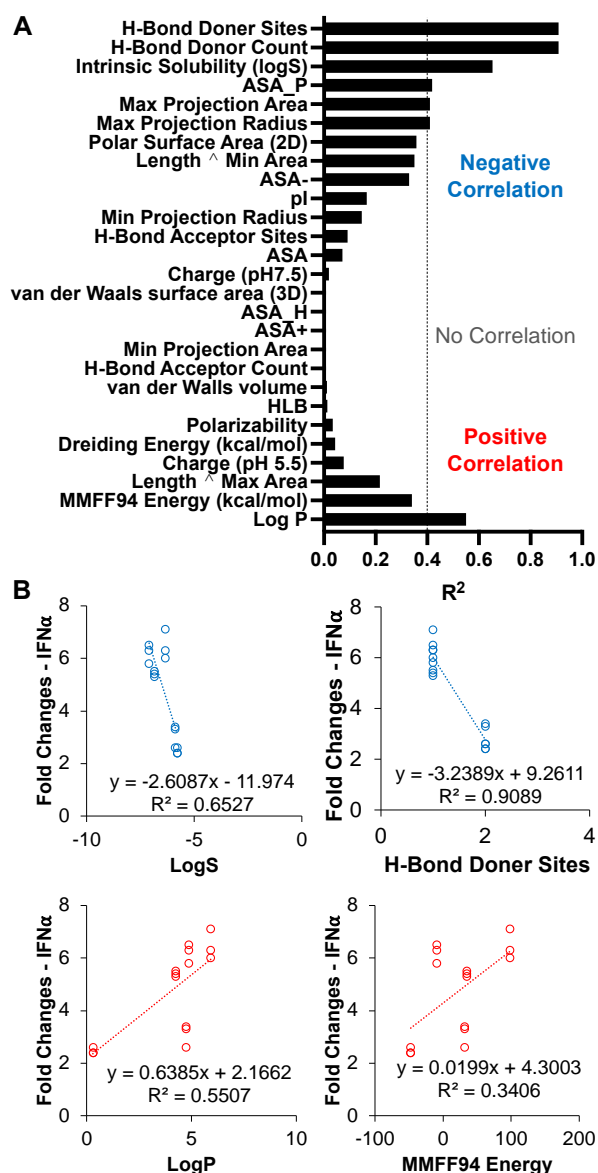 A
H-Bond Doner Sites
H-Bond Donor Count
Intrinsic Solubility (logS)
ASA_P
Max Projection Area
Max Projection Radius
Polar Surface Area (2D)
Length ^ Min Area
ASA-
pI
Min Projection Radius
H-Bond Acceptor Sites
ASA
Charge (pH7.5)
van der Waals surface area (3D)
ASA_H
ASA+
Min Projection Area
H-Bond Acceptor Count
van der Walls volume
HLB
Polarizability
Dreiding Energy (kcal/mol)
Charge (pH 5.5)
Length ^ Max Area
MMFF94 Energy (kcal/mol)
Log P
Negative
Correlation
No Correlation
Positive
Correlation
0.0 0.2 0.4 0.6 0.8 1.0
R²
B
Fold Changes - IFNα
8
6
4
2
0
y = -2.6087x - 11.974
R² = 0.6527
-10 0
LogS
Fold Changes - IFNα
8
6
4
2
0
y = -3.2389x + 9.2611
R² = 0.9089
0 2 4
H-Bond Doner Sites
Fold Changes - IFNα
8
6
4
2
0
y = 0.6385x + 2.1662
R² = 0.5507
0 5 10
LogP
Fold Changes - IFNα
8
6
4
2
0
y = 0.0199x + 4.3003
R² = 0.3406
-100 0 100 200
MMFF94 Energy